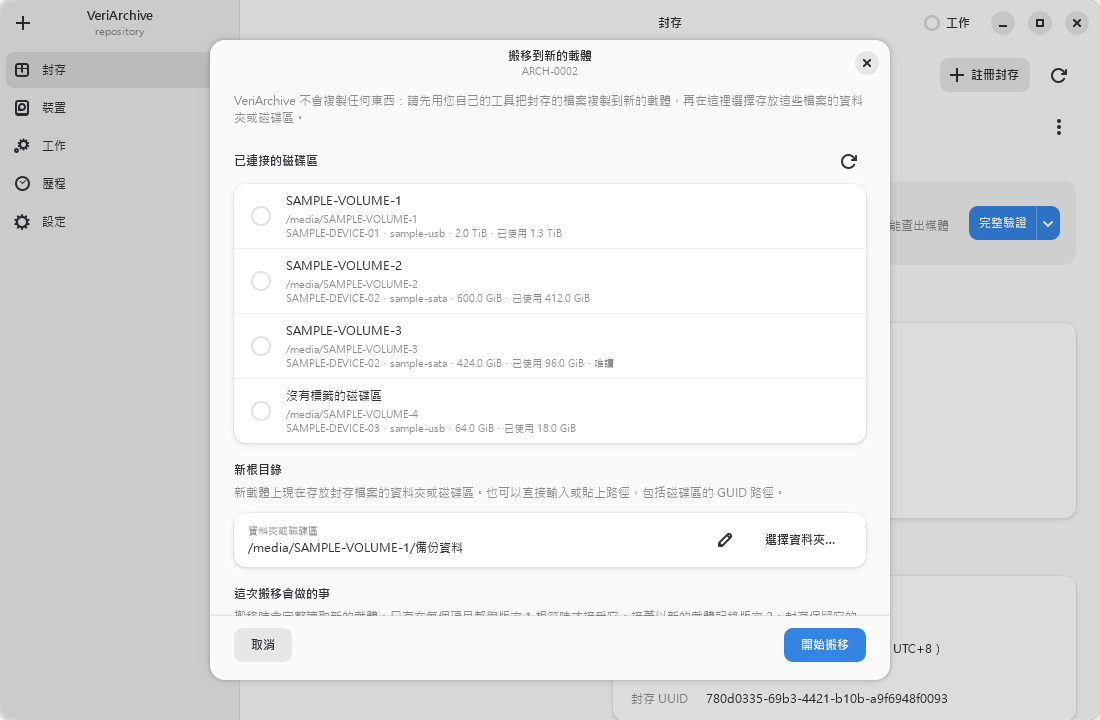 VeriArchive
repository
封存
工作
封存
裝置
工作
歷程
設定
註冊封存
搬移到新的載體
ARCH-0002
VeriArchive 不會複製任何東西：請先用您自己的工具把封存的檔案複製到新的載體，再在這裡選擇存放這些檔案的資料
夾或磁碟區。
已連接的磁碟區
SAMPLE-VOLUME-1
/media/SAMPLE-VOLUME-1
SAMPLE-DEVICE-01 · sample-usb · 2.0 TiB · 已使用 1.3 TiB
SAMPLE-VOLUME-2
/media/SAMPLE-VOLUME-2
SAMPLE-DEVICE-02 · sample-sata · 600.0 GiB · 已使用 412.0 GiB
SAMPLE-VOLUME-3
/media/SAMPLE-VOLUME-3
SAMPLE-DEVICE-02 · sample-sata · 424.0 GiB · 已使用 96.0 GiB · 唯讀
沒有標籤的磁碟區
/media/SAMPLE-VOLUME-4
SAMPLE-DEVICE-03 · sample-usb · 64.0 GiB · 已使用 18.0 GiB
能查出媒體
完整驗證
新根目錄
新載體上現在存放封存檔案的資料夾或磁碟區。也可以直接輸入或貼上路徑，包括磁碟區的 GUID 路徑。
資料夾或磁碟區
/media/SAMPLE-VOLUME-1/備份資料
選擇資料夾…
這次搬移會做的事
取消
開始搬移
UTC+8）
封存 UUID
780d0335-69b3-4421-b10b-a9f6948f0093